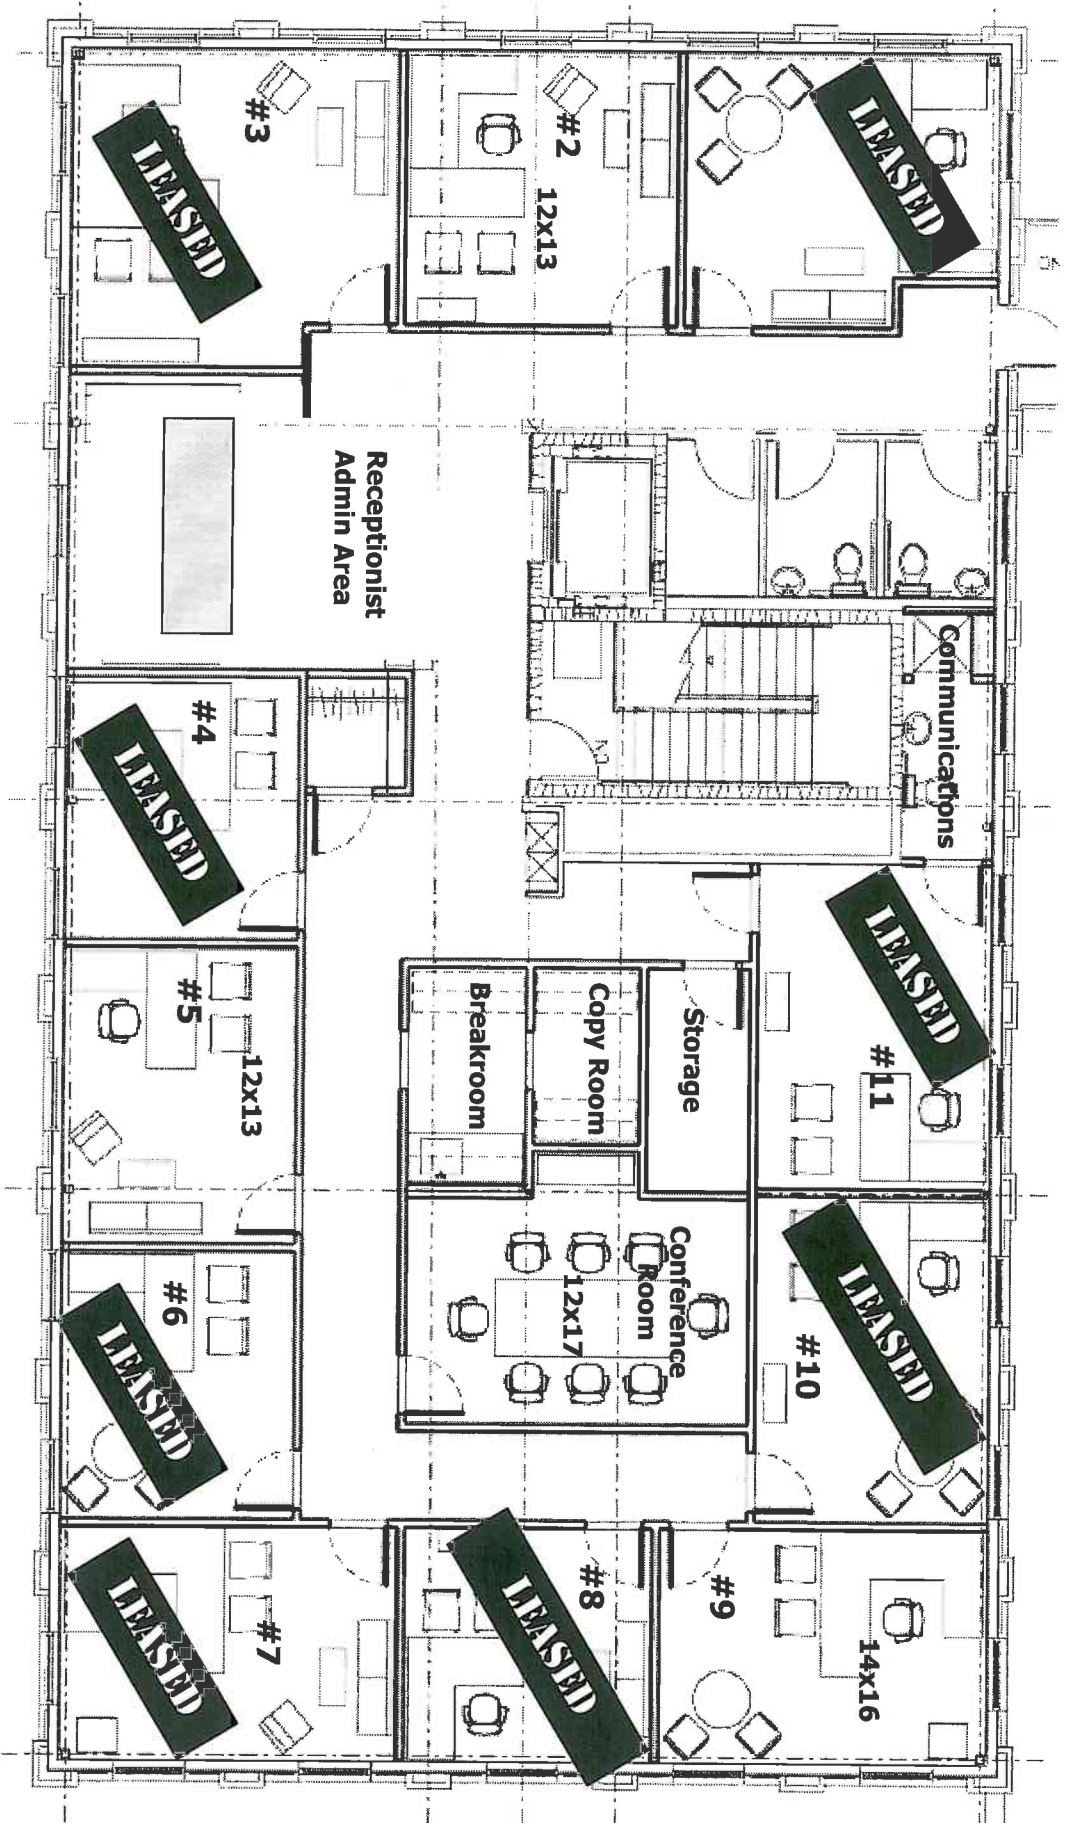 LEASED
#2
12x13
#3
LEASED
Receptionist
Admin Area
Communications
#4
LEASED
LEASED
#11
Storage
Copy Room
Breakroom
#5
12x13
LEASED
#10
Conference
Room
12x17
#6
LEASED
#9
14x16
#8
LEASED
#7
LEASED